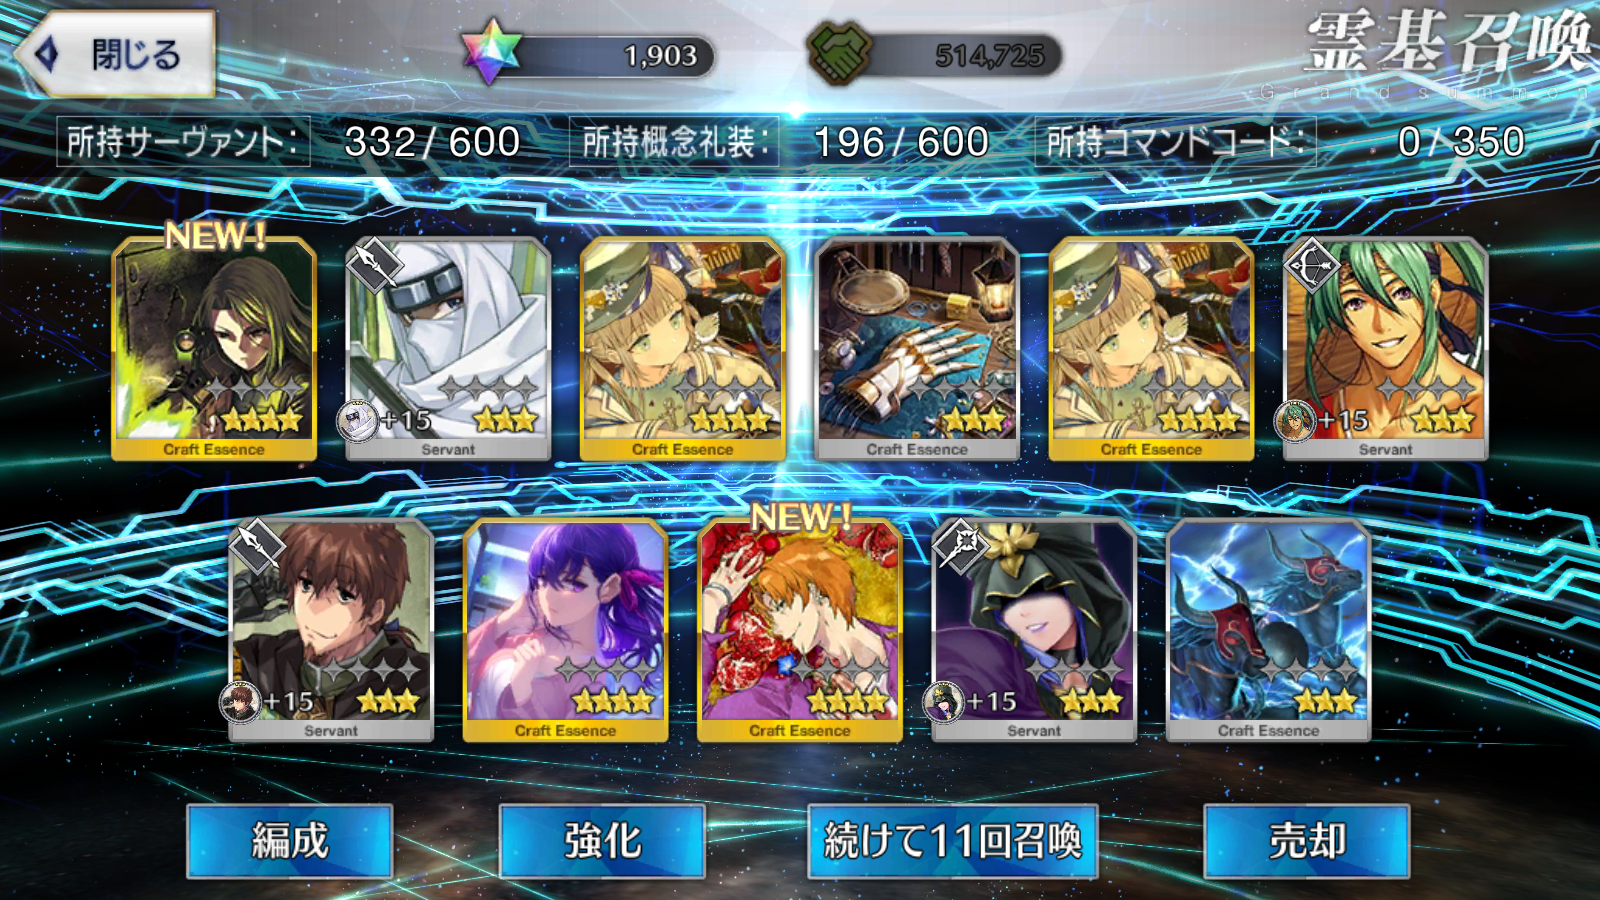 閉じる
1,903
514,725
霊基召喚
Grand summon
所持サーヴァント: 332 / 600
所持概念礼装: 196 / 600
所持コマンドコード: 0 / 350
NEW!
+15
+15
Craft Essence
Servant
Craft Essence
Craft Essence
Craft Essence
Servant
NEW!
+15
+15
Servant
Craft Essence
Craft Essence
Servant
Craft Essence
編成
強化
続けて11回召喚
売却